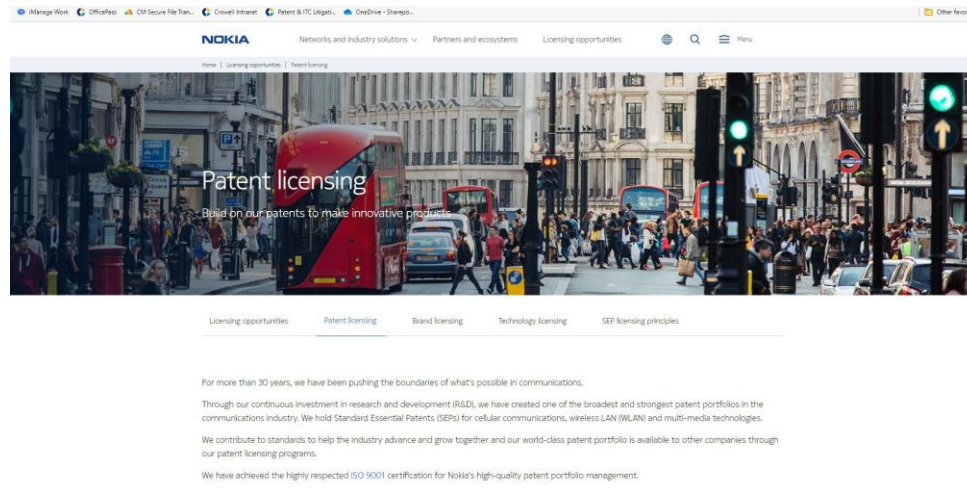 iManage Work OfficePass CM Secure File Tran... Crowell Intranet Patent & ITC Litigati... OneDrive - Sharepo... Other favor
NOKIA Networks and industry solutions Partners and ecosystems Licensing opportunities Menu
Home | Licensing opportunities | Patent licensing
Patent licensing
Build on our patents to make innovative products
Licensing opportunities Patent licensing Brand licensing Technology licensing SEP licensing principles
For more than 30 years, we have been pushing the boundaries of what's possible in communications.
Through our continuous investment in research and development (R&D), we have created one of the broadest and strongest patent portfolios in the
communications industry. We hold Standard Essential Patents (SEPs) for cellular communications, wireless LAN (WLAN) and multi-media technologies.
We contribute to standards to help the industry advance and grow together and our world-class patent portfolio is available to other companies through
our patent licensing programs.
We have achieved the highly respected ISO 9001 certification for Nokia's high-quality patent portfolio management.